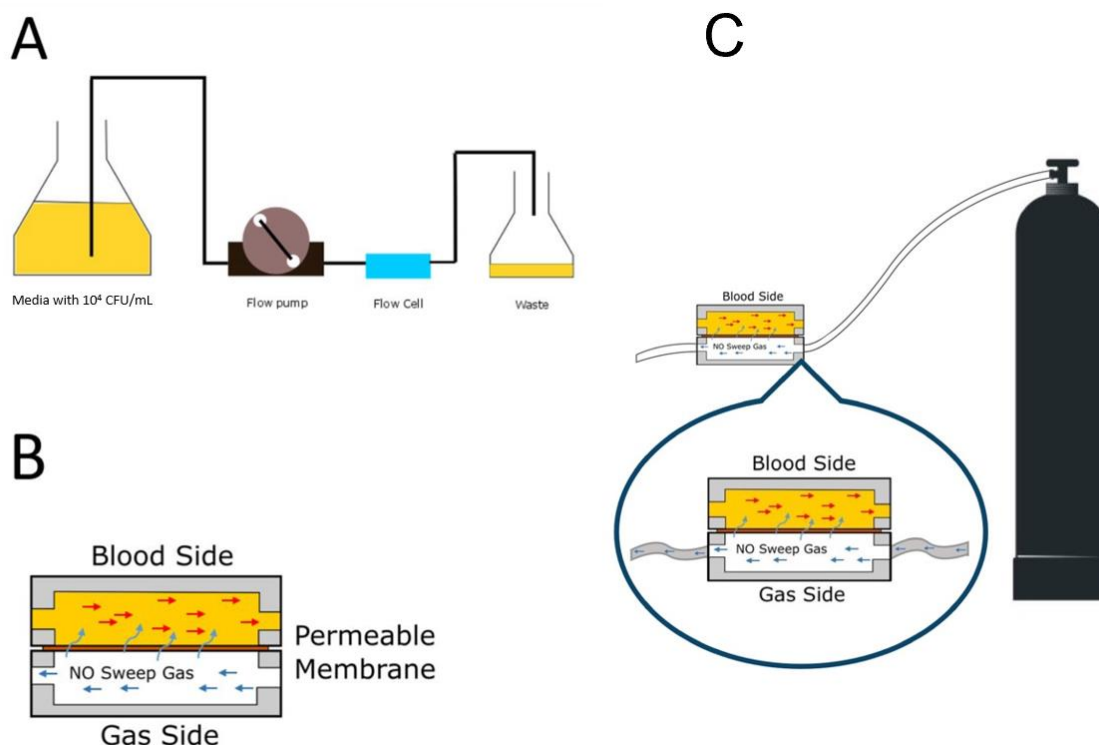 A
Media with 10⁴ CFU/mL
Flow pump
Flow Cell
Waste
B
Blood Side
NO Sweep Gas
Permeable
Membrane
Gas Side
C
Blood Side
NO Sweep Gas
Blood Side
NO Sweep Gas
Gas Side